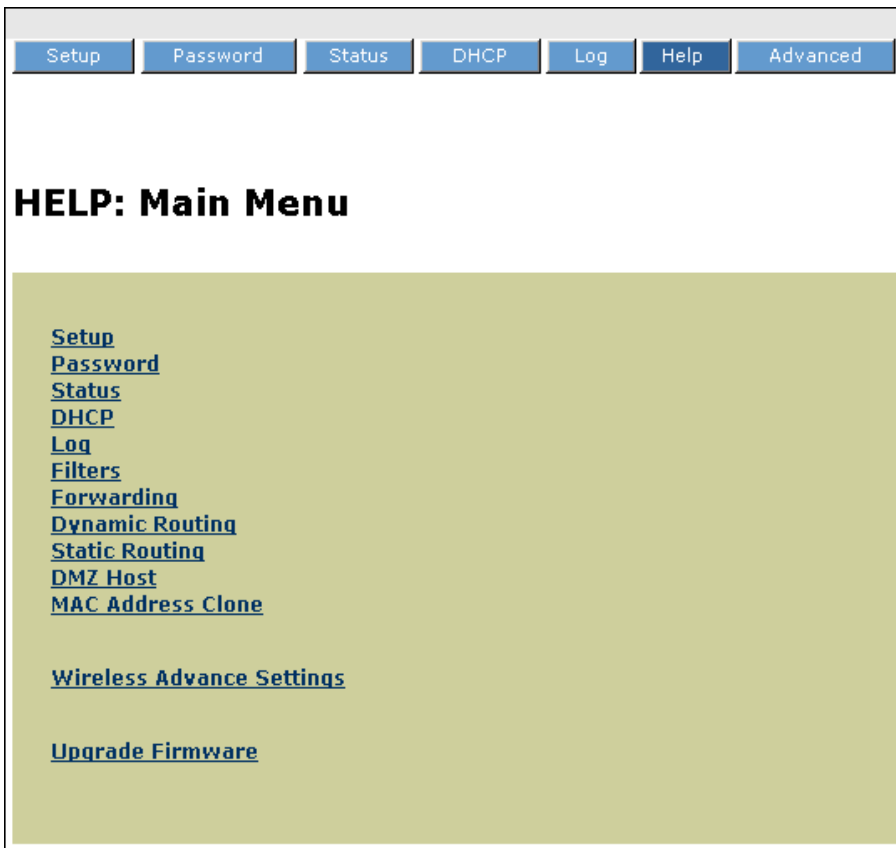 Setup Password Status DHCP Log Help Advanced
HELP: Main Menu
Setup
Password
Status
DHCP
Log
Filters
Forwarding
Dynamic Routing
Static Routing
DMZ Host
MAC Address Clone
Wireless Advance Settings
Upgrade Firmware